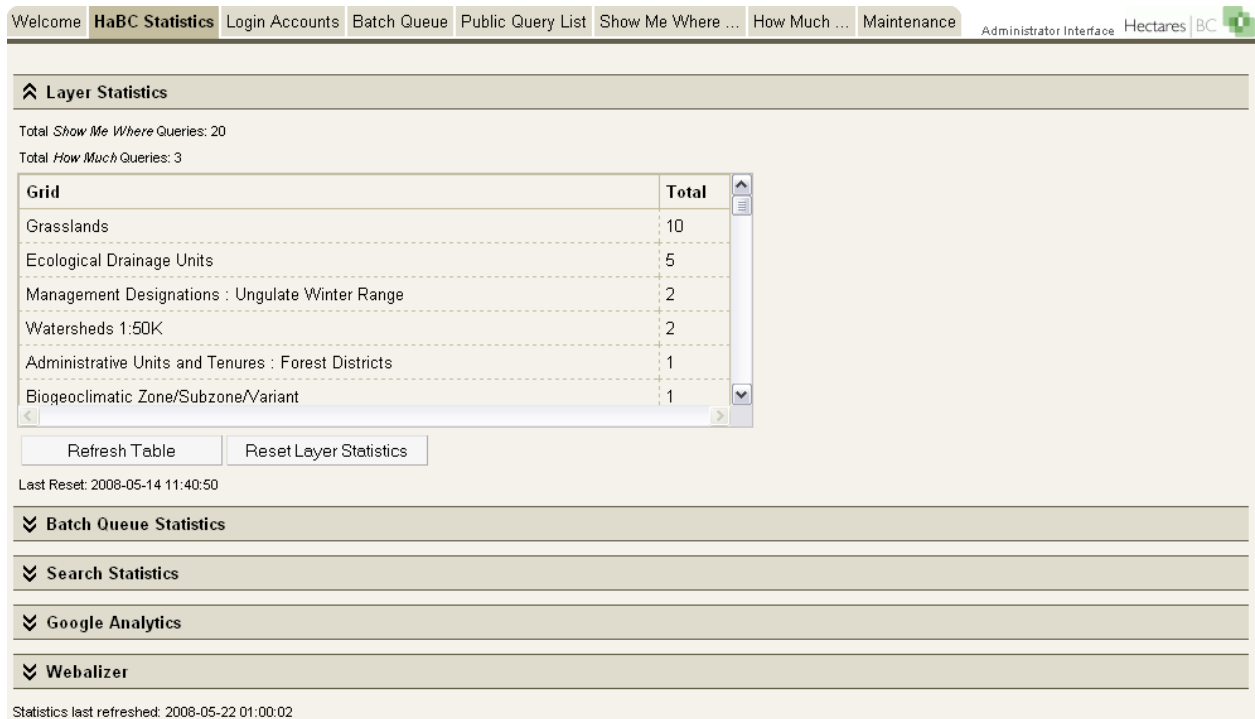 Welcome HaBC Statistics Login Accounts Batch Queue Public Query List Show Me Where ... How Much ... Maintenance Administrator Interface Hectares BC
Layer Statistics
Total Show Me Where Queries: 20
Total How Much Queries: 3
Grid Total
Grasslands 10
Ecological Drainage Units 5
Management Designations : Ungulate Winter Range 2
Watersheds 1:50K 2
Administrative Units and Tenures : Forest Districts 1
Biogeoclimatic Zone/Subzone/Variant 1
Refresh Table Reset Layer Statistics
Last Reset: 2008-05-14 11:40:50
Batch Queue Statistics
Search Statistics
Google Analytics
Webalizer
Statistics last refreshed: 2008-05-22 01:00:02